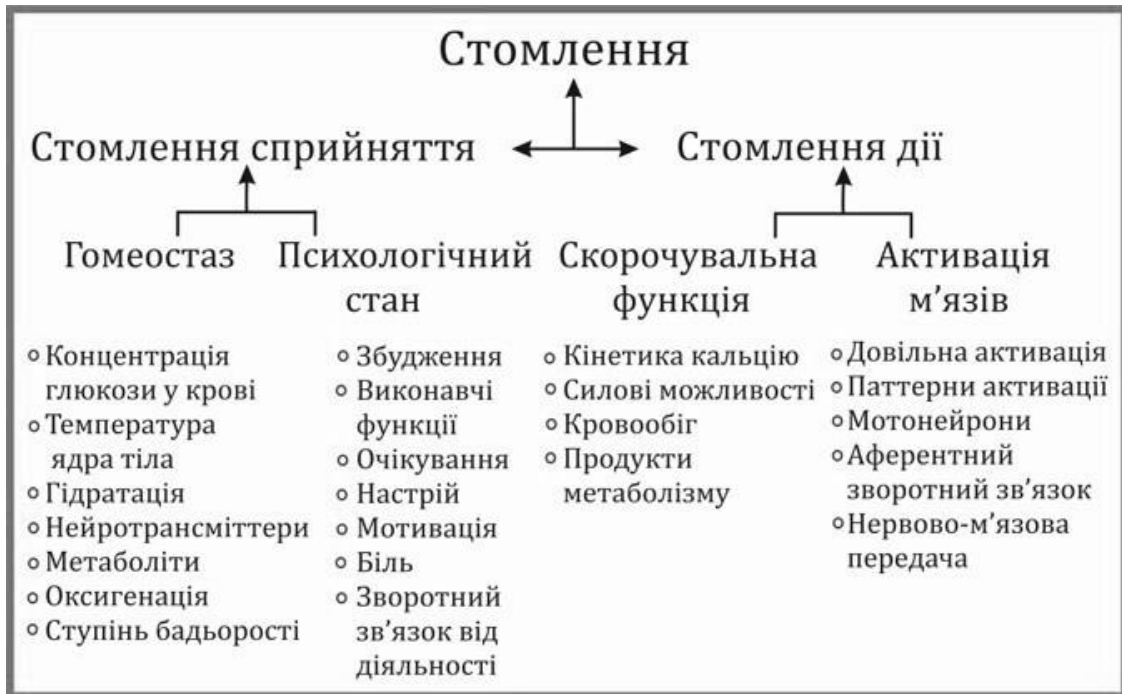 Стомлення
Стомлення сприйняття
Стомлення дії
Гомеостаз
Концентрація
глюкози у крові
Температура
ядра тіла
Гідратація
Нейротрансміттери
Метаболіти
Оксигенація
Ступінь бадьорості
Психологічний
стан
Збудження
Виконавчі
функції
Очікування
Настрій
Мотивація
Біль
Зворотний
зв’язок від
діяльності
Скорочувальна
функція
Кінетика кальцію
Силові можливості
Кровообіг
Продукти
метаболізму
Активація
м’язів
Довільна активація
Паттерни активації
Мотонейрони
Аферентний
зворотний зв’язок
Нервово-м’язова
передача